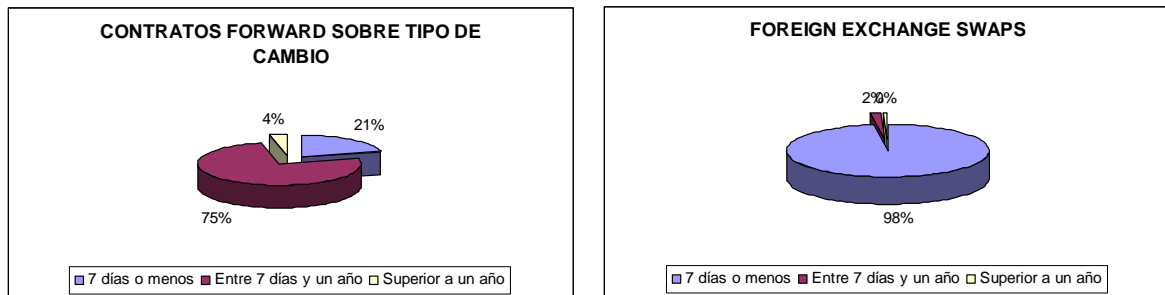 CONTRATOS FORWARD SOBRE TIPO DE
CAMBIO
4%
21%
75%
7 días o menos Entre 7 días y un año Superior a un año
FOREIGN EXCHANGE SWAPS
2% 0%
98%
7 días o menos Entre 7 días y un año Superior a un año